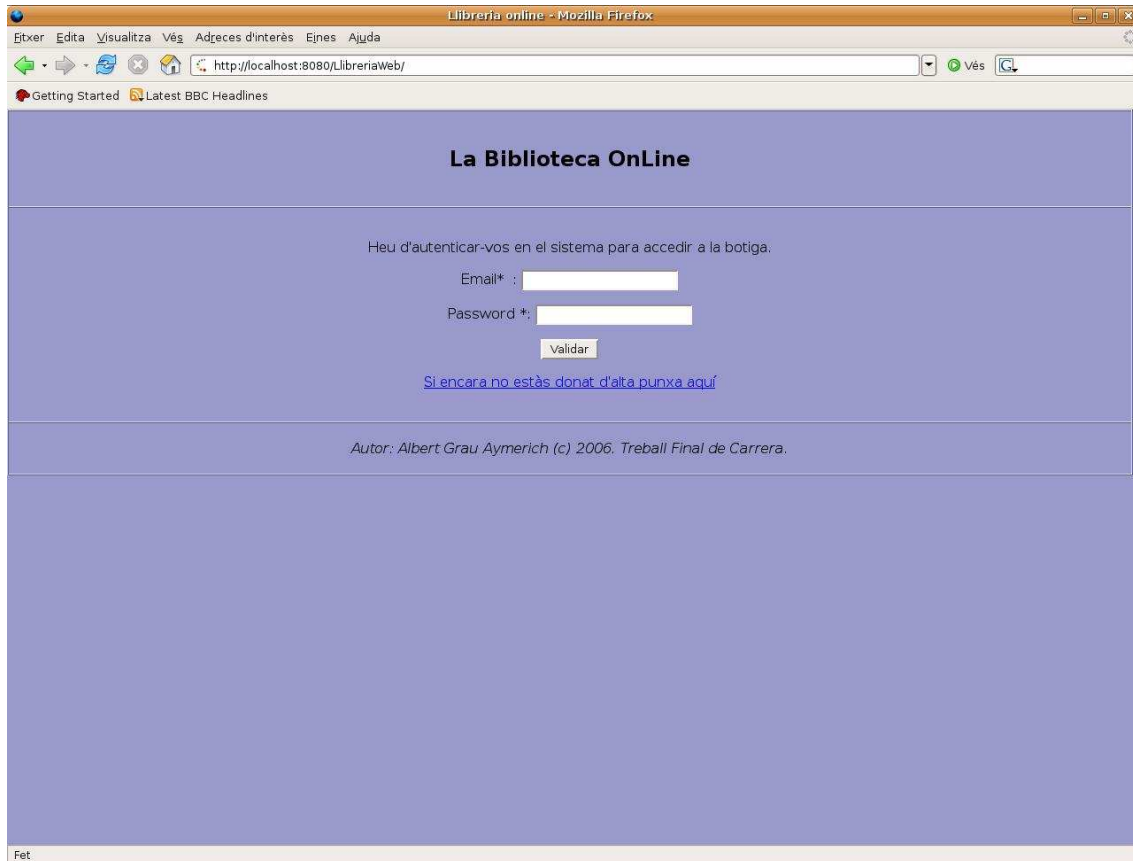 Llibreria online - Mozilla Firefox
Fitxer Edita Visualitza Vés Adreces d'interès Eines Ajuda
http://localhost:8080/LlibreriaWeb/ Vés G
Getting Started Latest BBC Headlines
La Biblioteca OnLine
Heu d'autenticar-vos en el sistema para accedir a la botiga.
Email* :
Password *:
Validar
Si encara no estàs donat d'alta punxa aquí
Autor: Albert Grau Aymerich (c) 2006. Treball Final de Carrera.
Fet